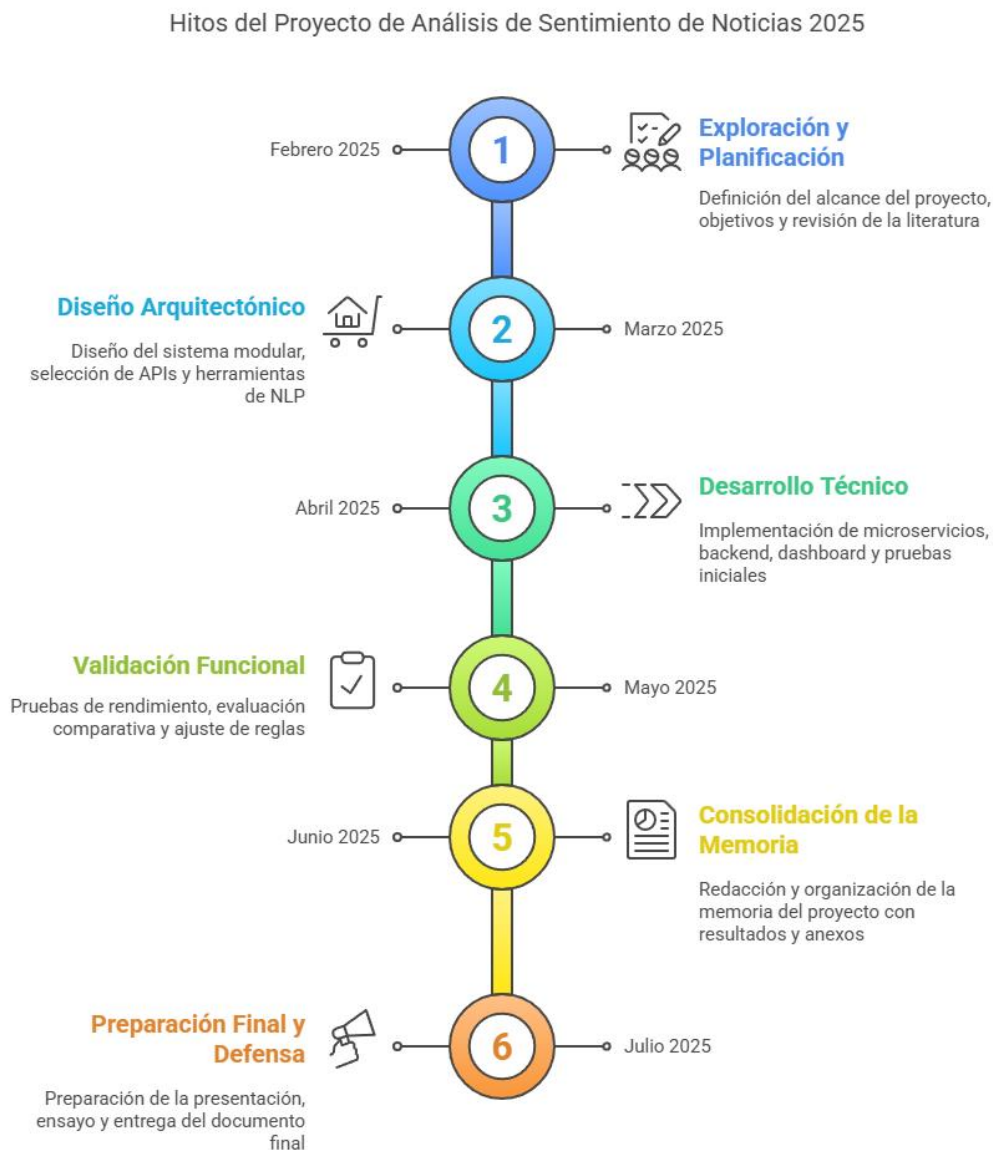 Hitos del Proyecto de Análisis de Sentimiento de Noticias 2025
Febrero 2025
1
Exploración y
Planificación
Definición del alcance del proyecto,
objetivos y revisión de la literatura
Diseño Arquitectónico
Diseño del sistema modular,
selección de APIs y herramientas
de NLP
2
Marzo 2025
Abril 2025
3
Desarrollo Técnico
Implementación de microservicios,
backend, dashboard y pruebas
iniciales
Validación Funcional
Pruebas de rendimiento, evaluación
comparativa y ajuste de reglas
4
Mayo 2025
Junio 2025
5
Consolidación de la
Memoria
Redacción y organización de la
memoria del proyecto con
resultados y anexos
Preparación Final y
Defensa
Preparación de la presentación,
ensayo y entrega del documento
final
6
Julio 2025